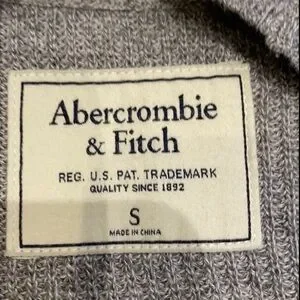 Abercrombie
& Fitch
REG. U.S. PAT. TRADEMARK
QUALITY SINCE 1892
S
MADE IN CHINA